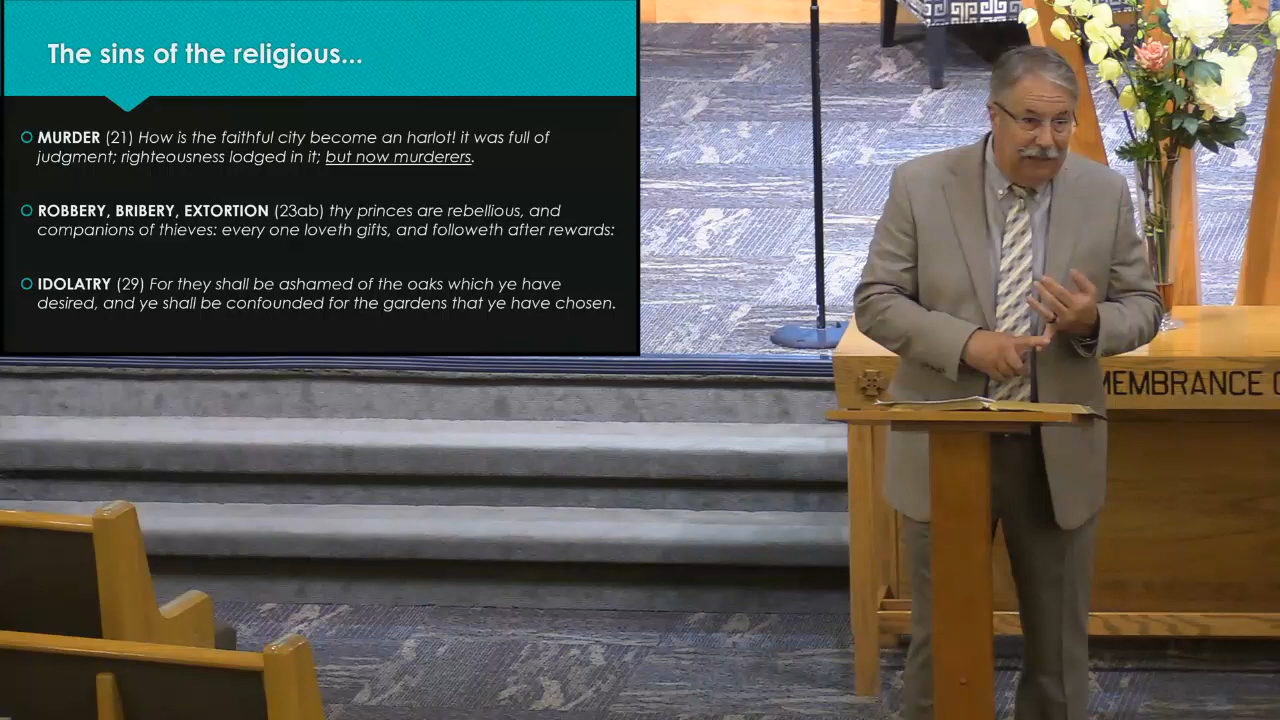 The sins of the religious...
MURDER (21) How is the faithful city become an harlot! it was full of
judgment; righteousness lodged in it; but now murderers.
ROBBERY, BRIBERY, EXTORTION (23ab) thy princes are rebellious, and
companions of thieves: every one loveth gifts, and followeth after rewards:
IDOLATRY (29) For they shall be ashamed of the oaks which ye have
desired, and ye shall be confounded for the gardens that ye have chosen.
MEMBRANCE O